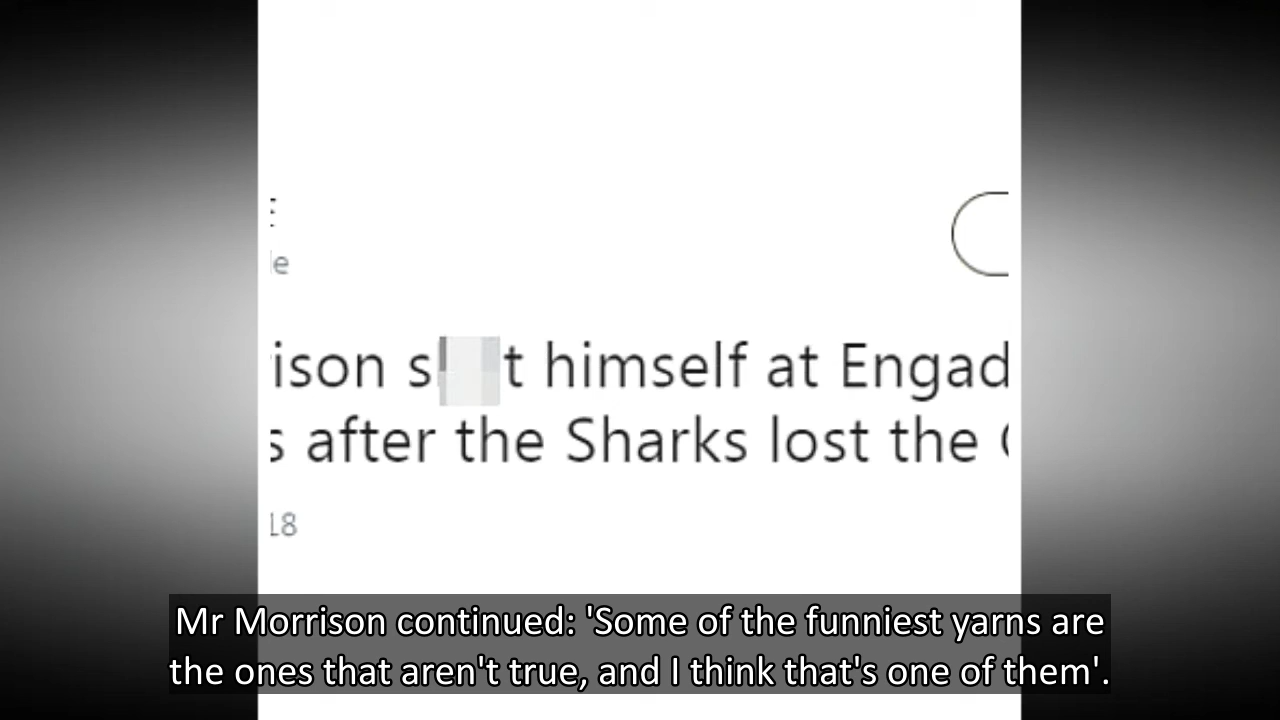 le
ison s t himself at Engad
s after the Sharks lost the
18
Mr Morrison continued: 'Some of the funniest yarns are
the ones that aren't true, and I think that's one of them'.